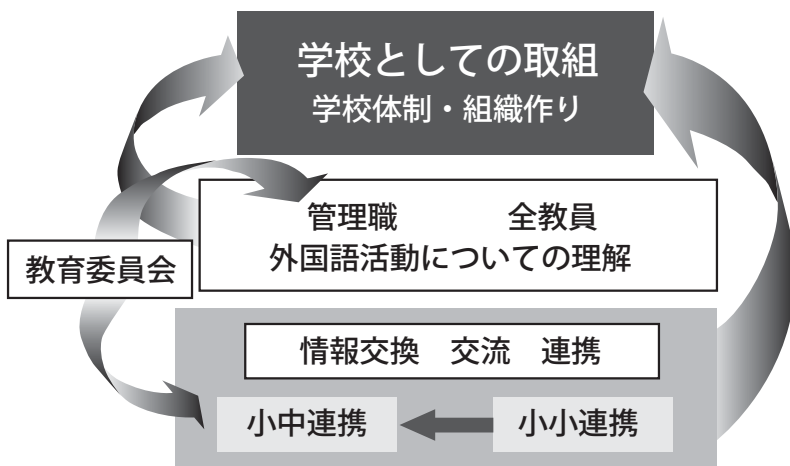 学校としての取組
学校体制・組織作り
管理職　全教員
外国語活動についての理解
教育委員会
情報交換　交流　連携
小中連携　小小連携